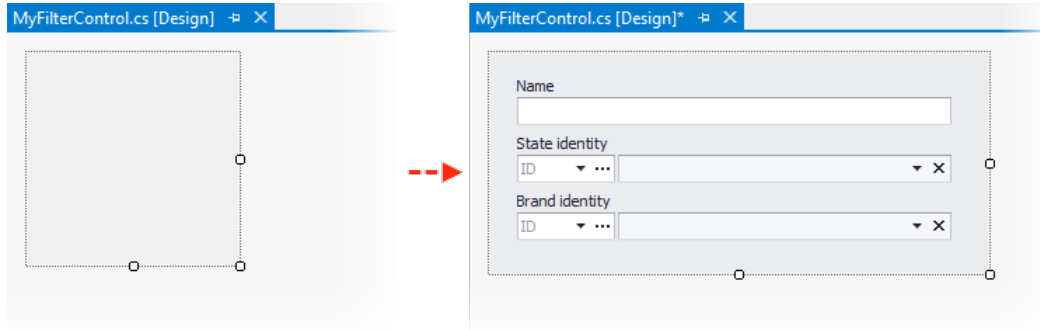 MyFilterControl.cs [Design]
MyFilterControl.cs [Design]*
Name
State identity
ID
Brand identity
ID